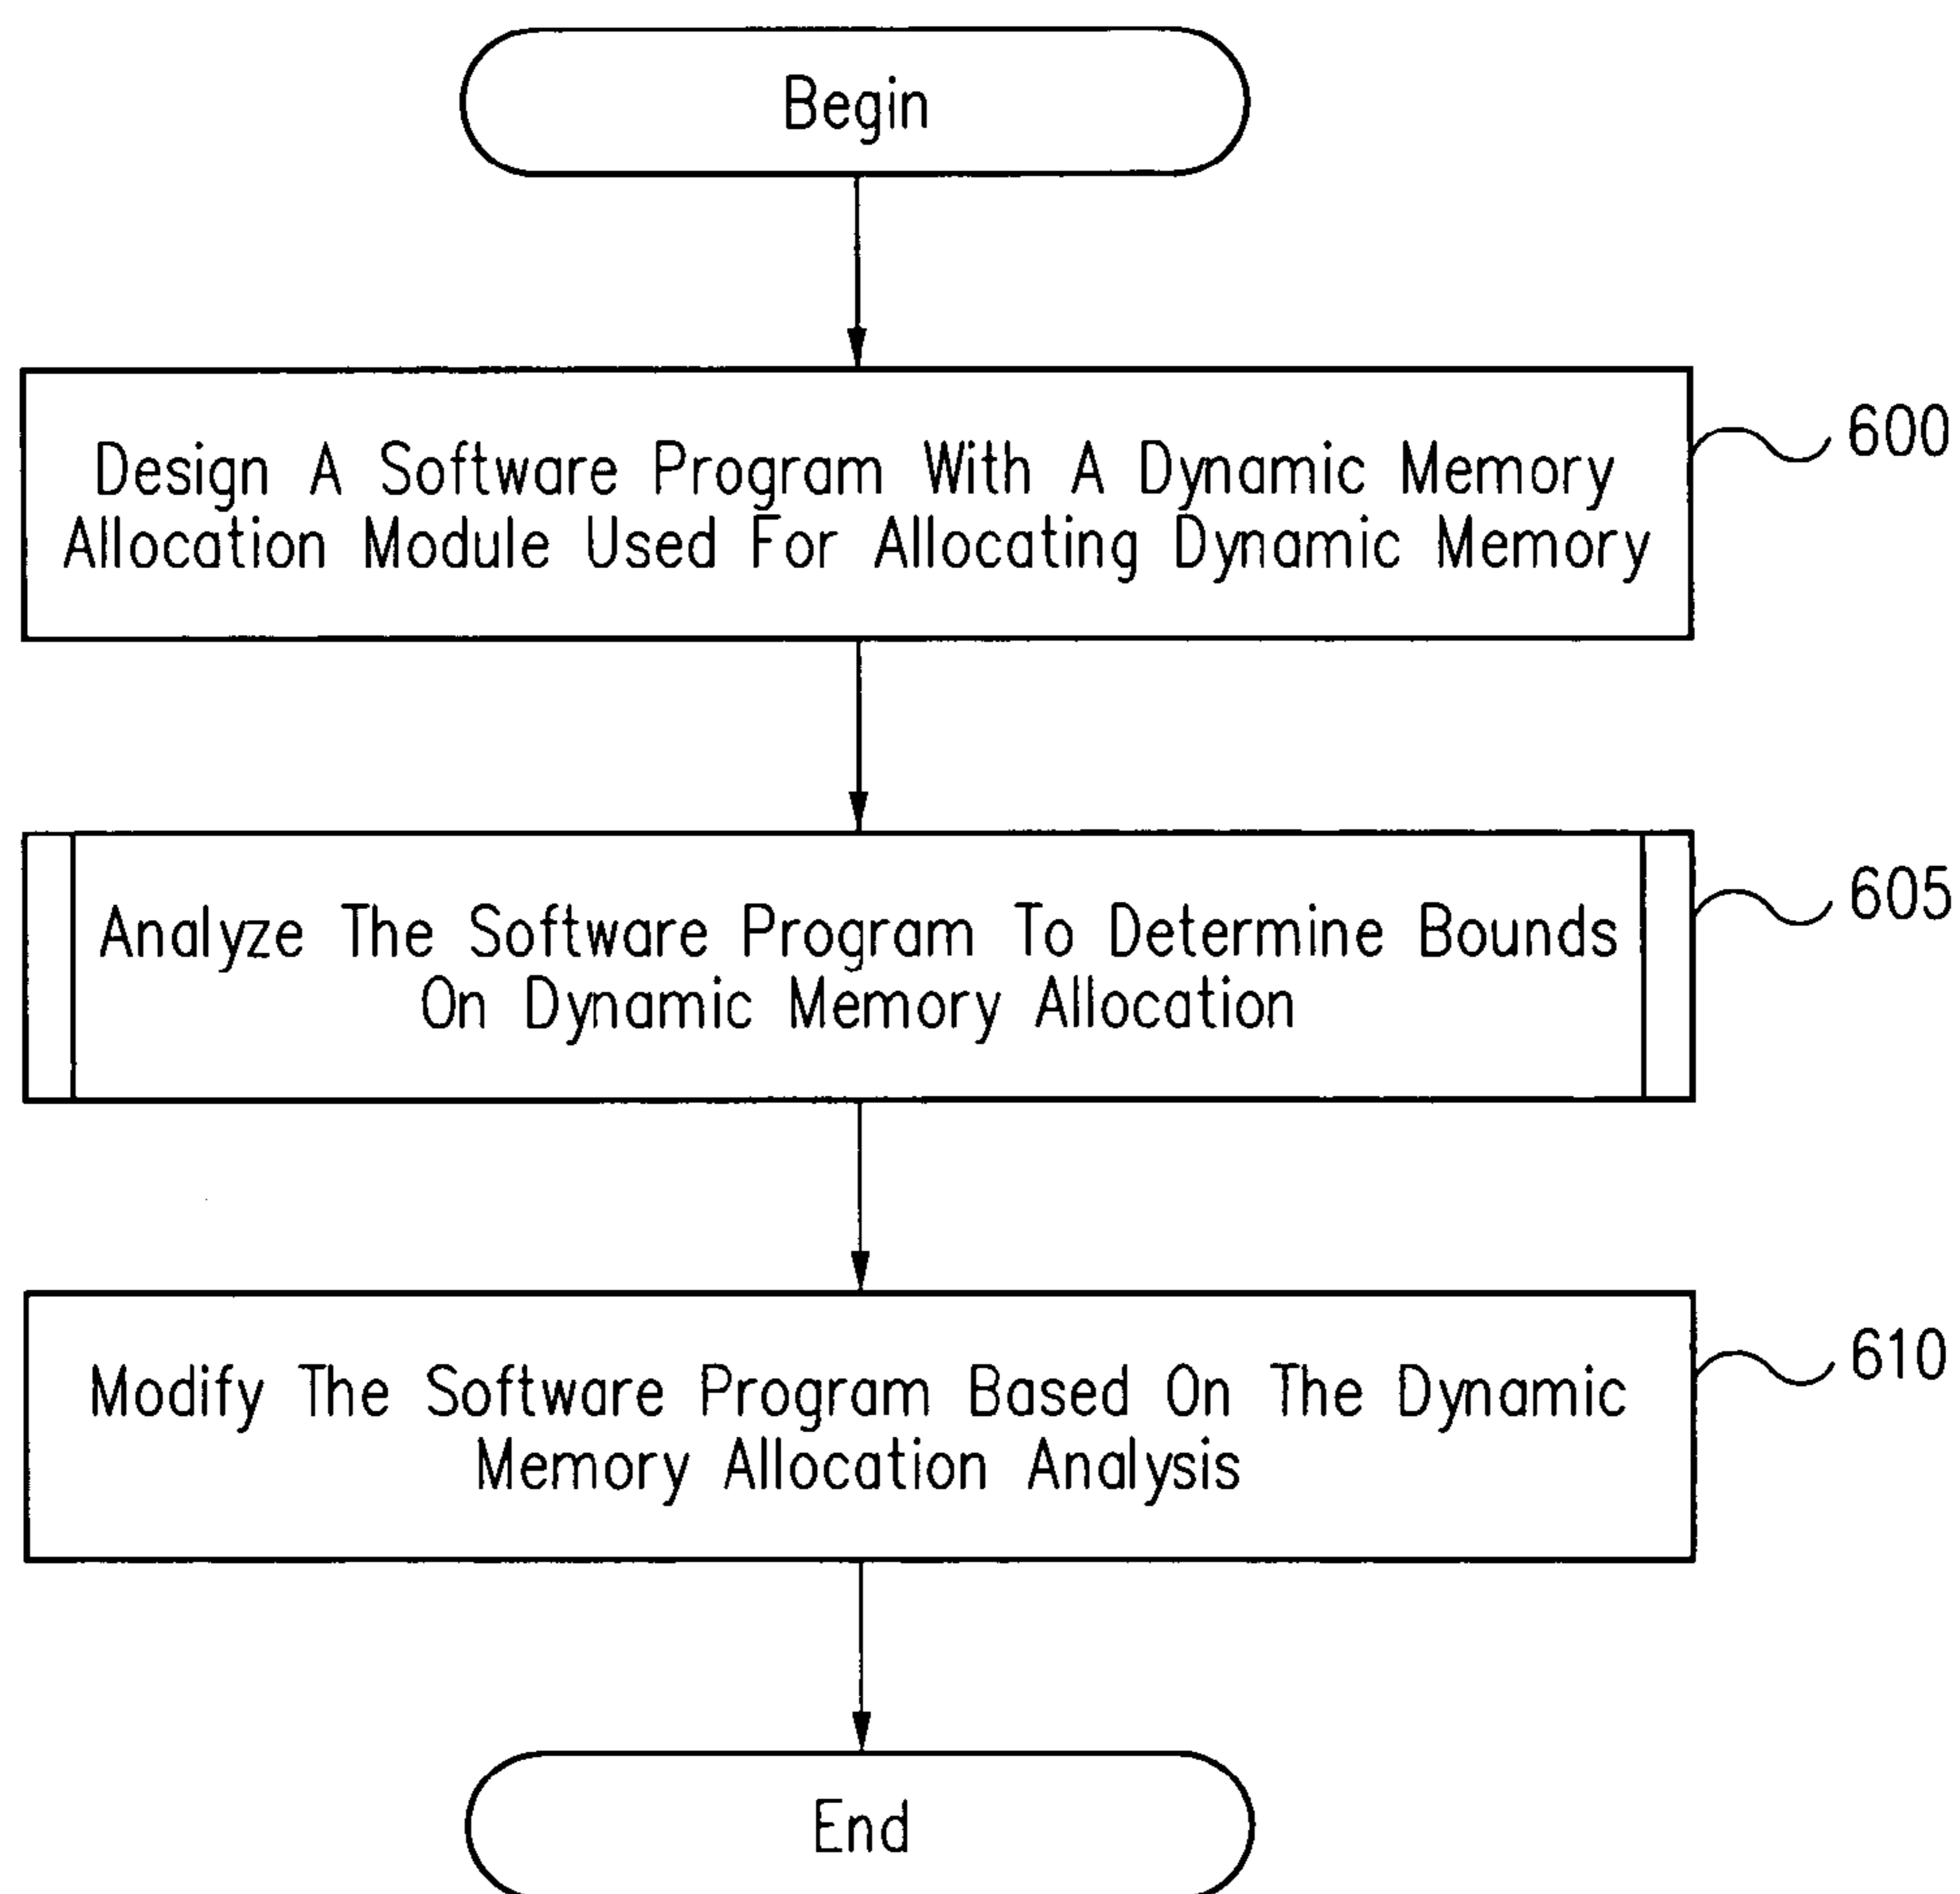 Begin
Design A Software Program With A Dynamic Memory
Allocation Module Used For Allocating Dynamic Memory
600
Analyze The Software Program To Determine Bounds
On Dynamic Memory Allocation
605
Modify The Software Program Based On The Dynamic
Memory Allocation Analysis
610
End